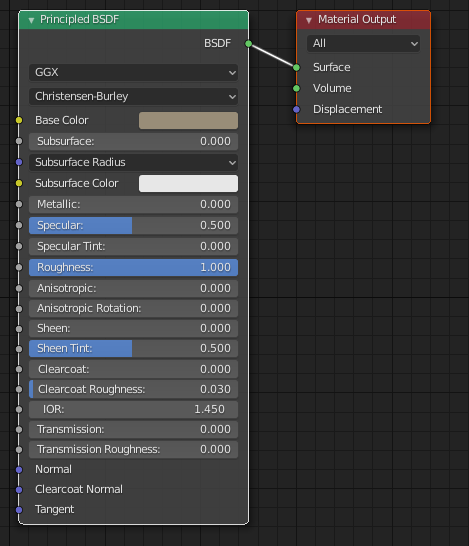 Principled BSDF
BSDF
GGX
Christensen-Burley
Base Color
Subsurface: 0.000
Subsurface Radius
Subsurface Color
Metallic: 0.000
Specular: 0.500
Specular Tint: 0.000
Roughness: 1.000
Anisotropic: 0.000
Anisotropic Rotation: 0.000
Sheen: 0.000
Sheen Tint: 0.500
Clearcoat: 0.000
Clearcoat Roughness: 0.030
IOR: 1.450
Transmission: 0.000
Transmission Roughness: 0.000
Normal
Clearcoat Normal
Tangent
Material Output
All
Surface
Volume
Displacement